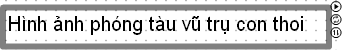 Hình ảnh phóng tàu vũ trụ con thoi